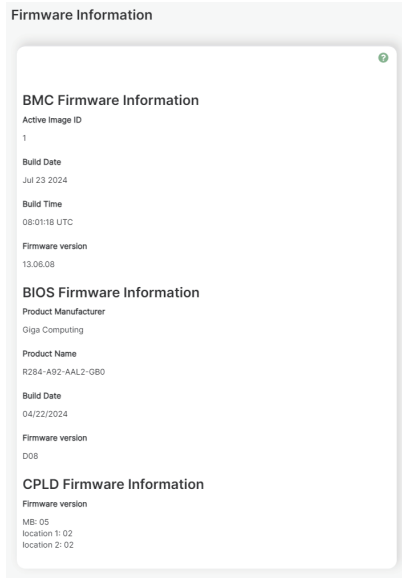 Firmware Information
?
BMC Firmware Information
Active Image ID
1
Build Date
Jul 23 2024
Build Time
08:01:18 UTC
Firmware version
13.06.08
BIOS Firmware Information
Product Manufacturer
Giga Computing
Product Name
R284-A92-AAL2-GB0
Build Date
04/22/2024
Firmware version
D08
CPLD Firmware Information
Firmware version
MB: 05
location 1: 02
location 2: 02